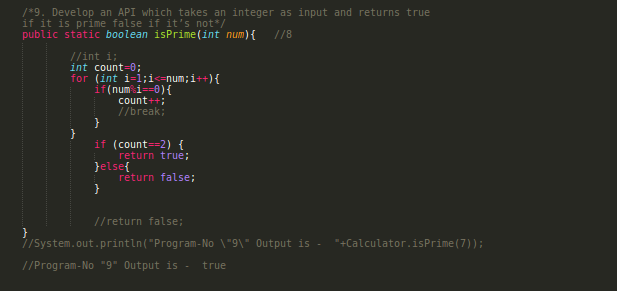 /*9. Develop an API which takes an integer as input and returns true
if it is prime false if it's not*/
public static boolean isPrime(int num){   //8
//int i;
int count=0;
for (int i=1;i<=num;i++){
if(num%i==0){
count++;
//break;
}
}
if (count==2) {
return true;
}else{
return false;
}
//return false;
}
//System.out.println("Program-No \"9\" Output is -  "+Calculator.isPrime(7));
//Program-No "9" Output is -  true